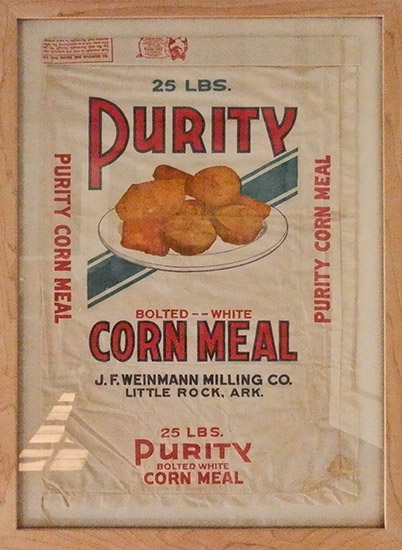 25 LBS.
PURITY
PURITY CORN MEAL
PURITY CORN MEAL
BOLTED -- WHITE
CORN MEAL
J. F. WEINMANN MILLING CO.
LITTLE ROCK, ARK.
25 LBS.
PURITY
BOLTED WHITE
CORN MEAL